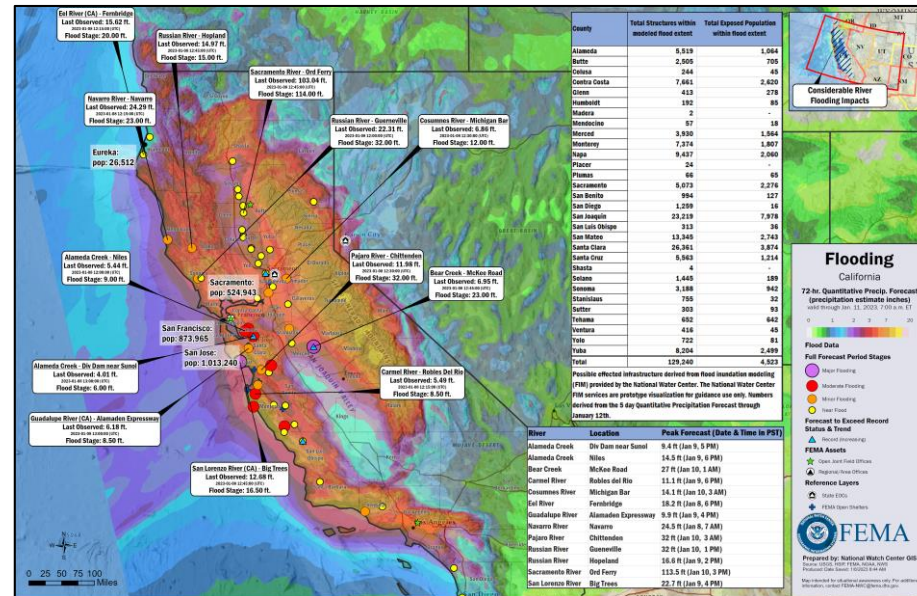 Eel River (CA) - Fernbridge
Last Observed: 15.62 ft.
Flood Stage: 20.00 ft.
Russian River - Hopland
Last Observed: 14.97 ft.
Flood Stage: 15.00 ft.
Sacramento River - Ord Ferry
Last Observed: 103.04 ft.
Flood Stage: 114.00 ft.
Navarro River - Navarro
Last Observed: 24.29 ft.
Flood Stage: 23.00 ft.
Russian River - Guerneville
Last Observed: 22.31 ft.
Flood Stage: 32.00 ft.
Cosumnes River - Michigan Bar
Last Observed: 6.86 ft.
Flood Stage: 12.00 ft.
Eureka:
pop: 26,512
Alameda Creek - Niles
Last Observed: 5.44 ft.
Flood Stage: 9.00 ft.
Pajaro River - Chittenden
Last Observed: 11.98 ft.
Flood Stage: 32.00 ft.
Bear Creek - McKee Road
Last Observed: 6.95 ft.
Flood Stage: 23.00 ft.
Sacramento:
pop: 524,943
San Francisco:
pop: 873,965
San Jose:
pop: 1,013,240
Alameda Creek - Div Dam near Sunol
Last Observed: 4.01 ft.
Flood Stage: 6.00 ft.
Carmel River - Robles Del Rio
Last Observed: 5.49 ft.
Flood Stage: 8.50 ft.
Guadalupe River (CA) - Alamaden Expressway
Last Observed: 6.18 ft.
Flood Stage: 8.50 ft.
San Lorenzo River (CA) - Big Trees
Last Observed: 12.68 ft.
Flood Stage: 16.50 ft.
0 25 50 75 100
Miles
County Total Structures within modeled flood extent Total Exposed Population within flood extent
Alameda 5,519 1,064
Butte 2,505 705
Colusa 244 45
Contra Costa 7,661 2,620
Glenn 413 278
Humboldt 192 85
Madera 2 -
Mendocino 57 18
Merced 3,930 1,564
Monterey 7,374 1,807
Napa 9,437 2,060
Placer 24 -
Plumas 66 65
Sacramento 5,073 2,276
San Benito 994 127
San Diego 1,259 16
San Joaquin 23,219 7,978
San Luis Obispo 313 36
San Mateo 13,345 2,743
Santa Clara 26,361 3,874
Santa Cruz 5,563 1,214
Shasta 4 -
Solano 1,445 189
Sonoma 3,188 942
Stanislaus 755 32
Sutter 303 93
Tehama 652 642
Ventura 416 45
Yolo 722 81
Yuba 8,204 2,499
Total 129,240 4,523
Possible effected infrastructure derived from flood inundation modeling
(FIM) provided by the National Water Center. The National Water Center
FIM services are prototype visualization for guidance use only. Numbers
derived from the 5 day Quantitative Precipitation Forecast through
January 12th.
River Location Peak Forecast (Date & Time in PST)
Alameda Creek Div Dam near Sunol 9.4 ft (Jan 9, 5 PM)
Alameda Creek Niles 14.5 ft (Jan 9, 6 PM)
Bear Creek McKee Road 27 ft (Jan 10, 1 AM)
Carmel River Robles del Rio 11.1 ft (Jan 9, 6 PM)
Cosumnes River Michigan Bar 14.1 ft (Jan 10, 3 AM)
Eel River Fernbridge 18.2 ft (Jan 8, 6 PM)
Guadalupe River Alamaden Expressway 9.9 ft (Jan 9, 4 PM)
Navarro River Navarro 24.5 ft (Jan 8, 7 AM)
Pajaro River Chittenden 32 ft (Jan 10, 3 AM)
Russian River Gueneville 32 ft (Jan 10, 1 PM)
Russian River Hopeland 16.6 ft (Jan 9, 2 PM)
Sacramento River Ord Ferry 113.5 ft (Jan 10, 3 PM)
San Lorenzo River Big Trees 22.7 ft (Jan 9, 4 PM)
Considerable River
Flooding Impacts
Flooding
California
72-hr. Quantitative Precip. Forecast
(precipitation estimate inches)
valid through Jan. 11, 2023, 7:00 a.m. ET
Flood Data
Full Forecast Period Stages
Major Flooding
Moderate Flooding
Minor Flooding
Near Flood
Forecast to Exceed Record
Status & Trend
Record (Increasing)
FEMA Assets
Open Joint Field Offices
Regional/Area Offices
Reference Layers
State EOCs
FEMA Open Shelters
FEMA
Prepared by: National Watch Center GIS